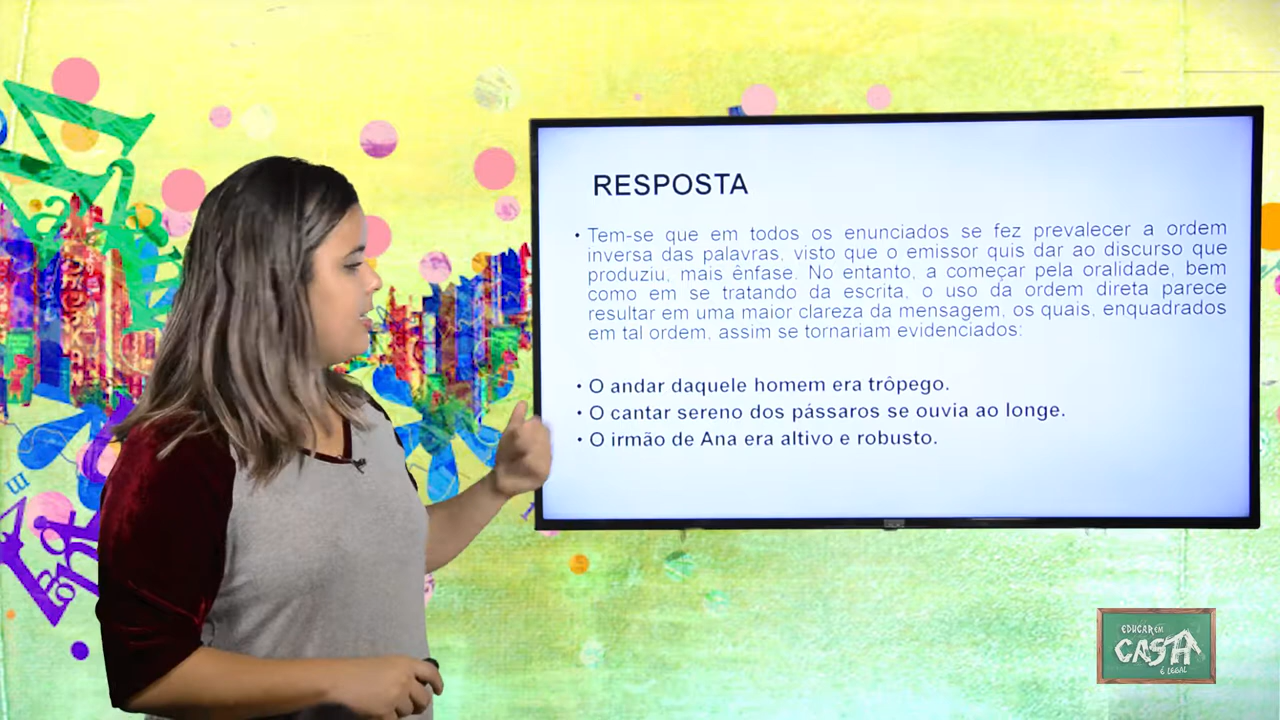 RESPOSTA
• Tem-se que em todos os enunciados se fez prevalecer a ordem
inversa das palavras, visto que o emissor quis dar ao discurso que
produziu, mais ênfase. No entanto, a começar pela oralidade, bem
como em se tratando da escrita, o uso da ordem direta parece
resultar em uma maior clareza da mensagem, os quais, enquadrados
em tal ordem, assim se tornariam evidenciados:
• O andar daquele homem era trôpego.
• O cantar sereno dos pássaros se ouvia ao longe.
• O irmão de Ana era altivo e robusto.
EDUCAR EM
CASA
É LEGAL